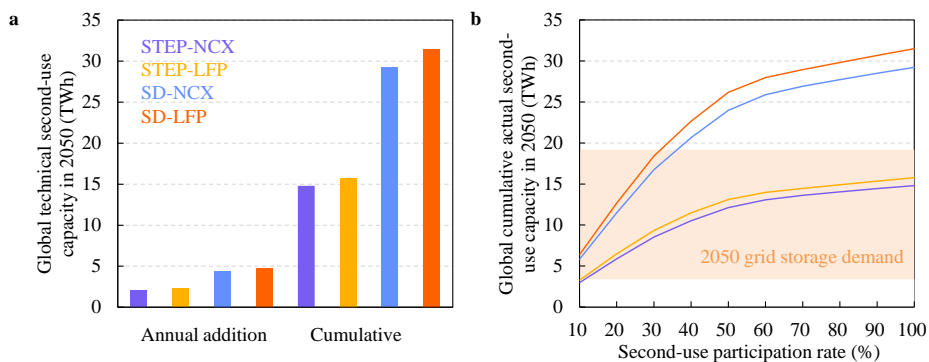 a
Global technical second-use
capacity in 2050 (TWh)
35
30
25
20
15
10
5
0
STEP-NCX
STEP-LFP
SD-NCX
SD-LFP
Annual addition
Cumulative
b
Global cumulative actual second-
use capacity in 2050 (TWh)
35
30
25
20
15
10
5
0
2050 grid storage demand
10 20 30 40 50 60 70 80 90 100
Second-use participation rate (%)